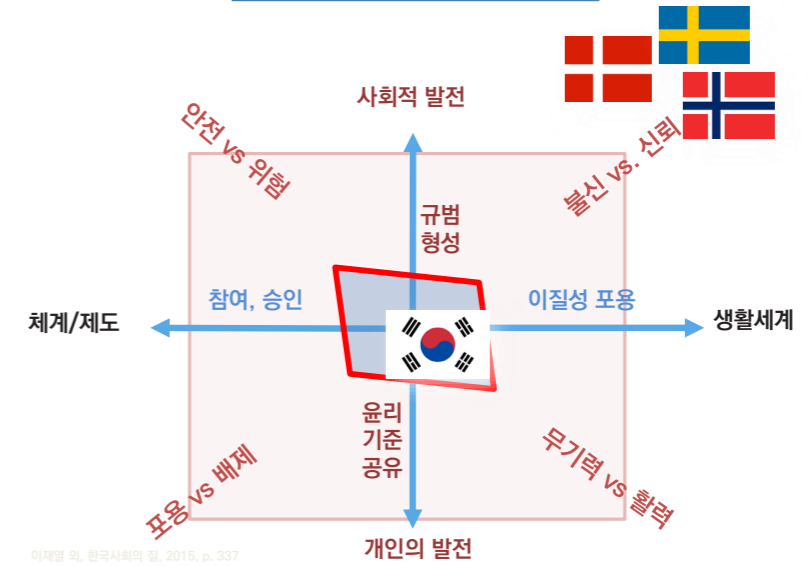 사회적 발전
안전 vs 위험
불신 vs. 신뢰
규범
형성
참여, 승인
이질성 포용
체계/제도
생활세계
윤리
기준
공유
포용 vs 배제
무기력 vs 활력
개인의 발전
이재열 외, 한국사회의 질, 2015, p. 337